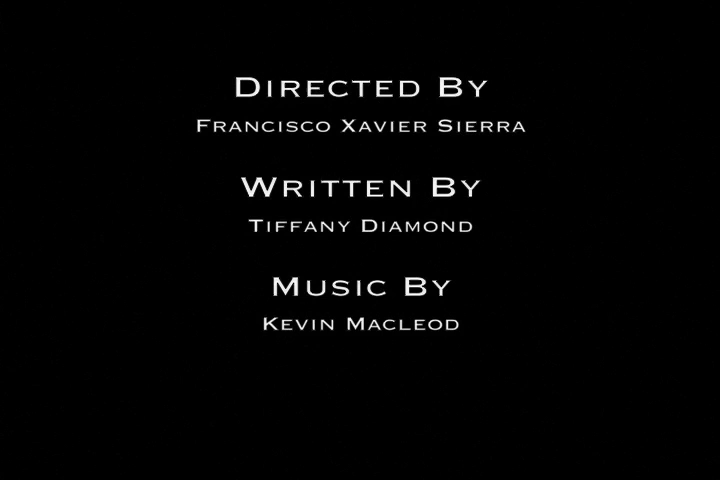 Directed By
Francisco Xavier Sierra
Written By
Tiffany Diamond
Music By
Kevin Macleod